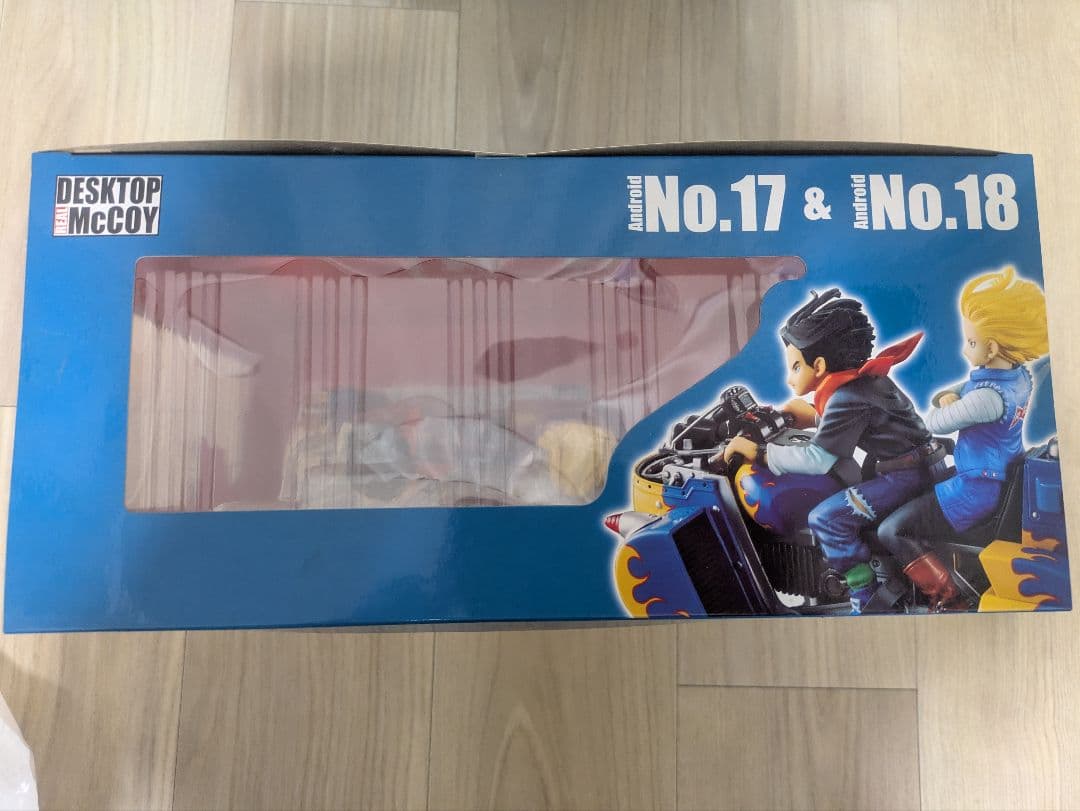 DESKTOP
REAL McCOY
Android No.17 & Android No.18